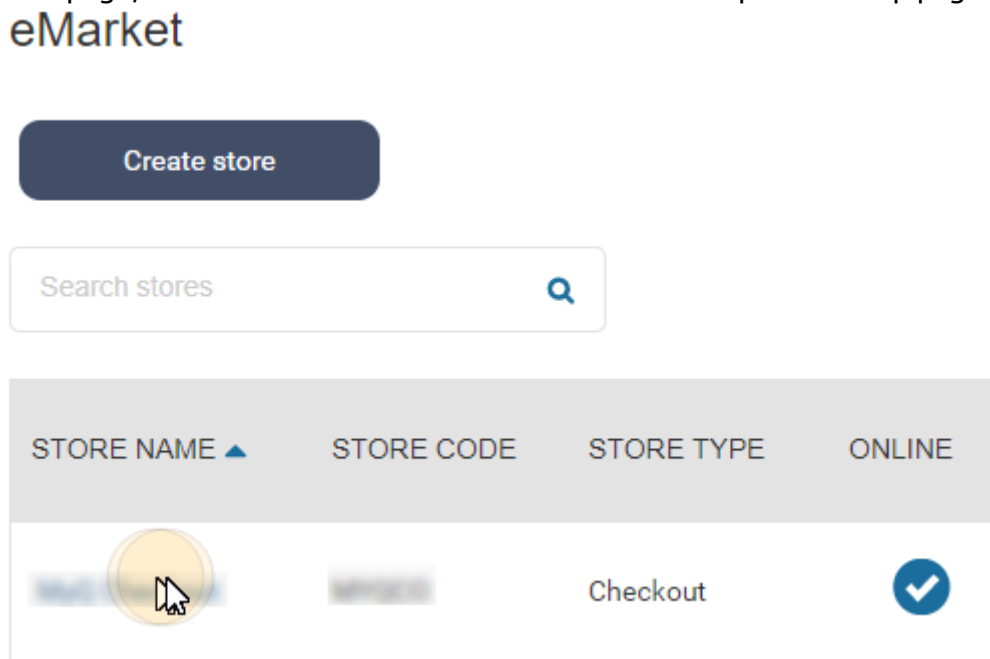 eMarket
Create store
Search stores
STORE NAME STORE CODE STORE TYPE ONLINE
Checkout